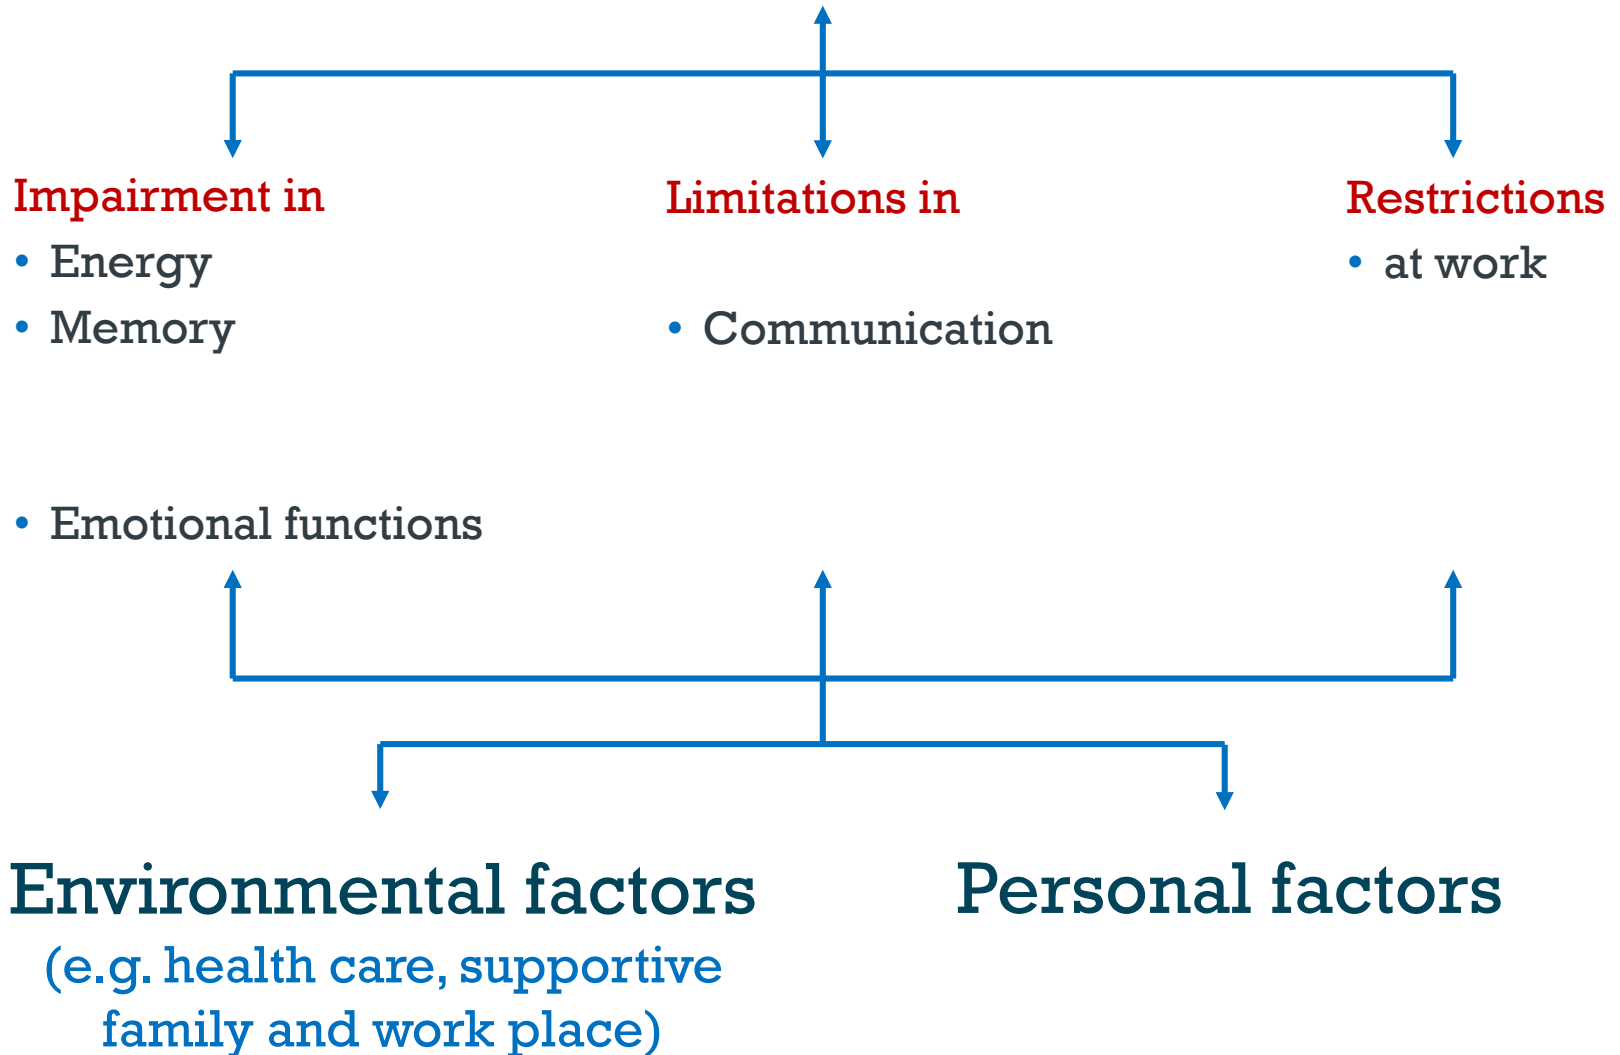 Impairment in
• Energy
• Memory
• Emotional functions
Limitations in
• Communication
Restrictions
• at work
Environmental factors
(e.g. health care, supportive
family and work place)
Personal factors